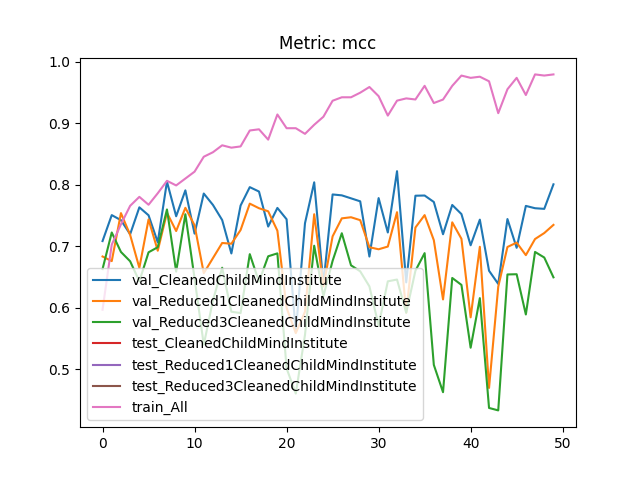 Metric: mcc
1.0
0.9
0.8
0.7
0.6
0.5
val_CleanedChildMindInstitute
val_Reduced1CleanedChildMindInstitute
val_Reduced3CleanedChildMindInstitute
test_CleanedChildMindInstitute
test_Reduced1CleanedChildMindInstitute
test_Reduced3CleanedChildMindInstitute
train_All
0 10 20 30 40 50